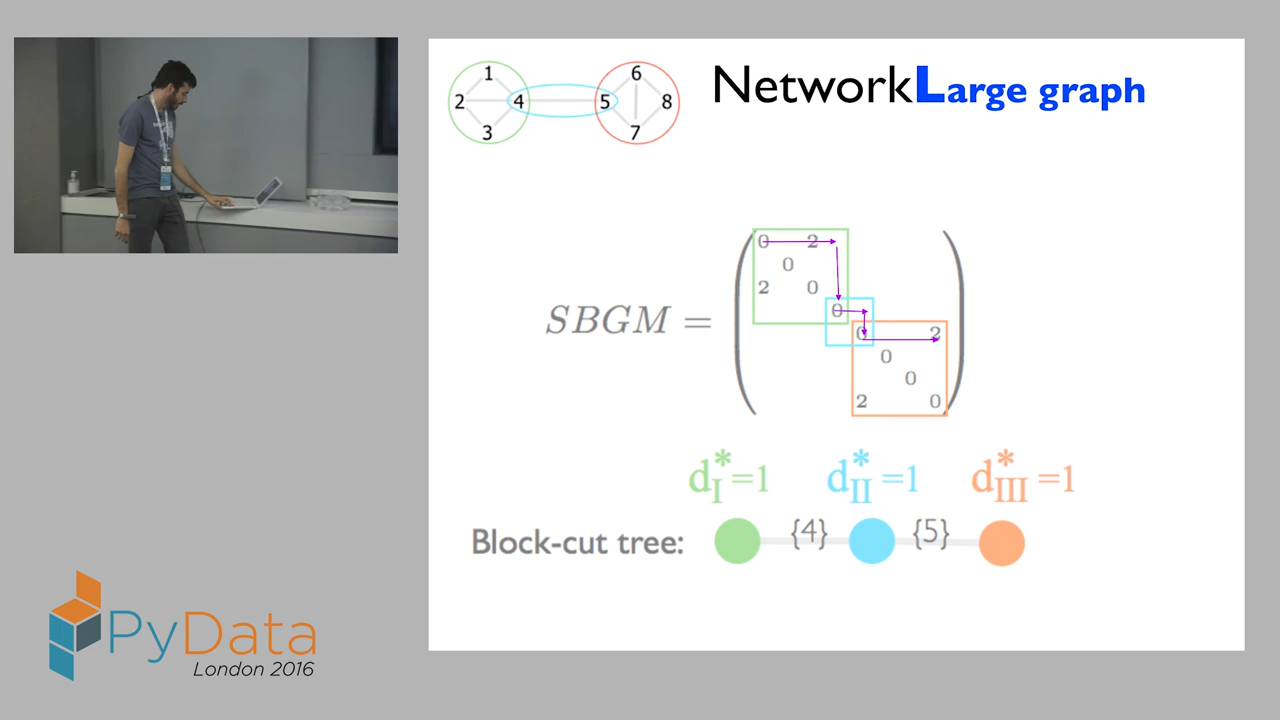 1
2 4
3
6
5 8
7
NetworkLarge graph
SBGM =
0 2
0
2 0
0
0 2
0
0
2 0
d*I=1 d*II=1 d*III=1
Block-cut tree: {4} {5}
PyData
London 2016